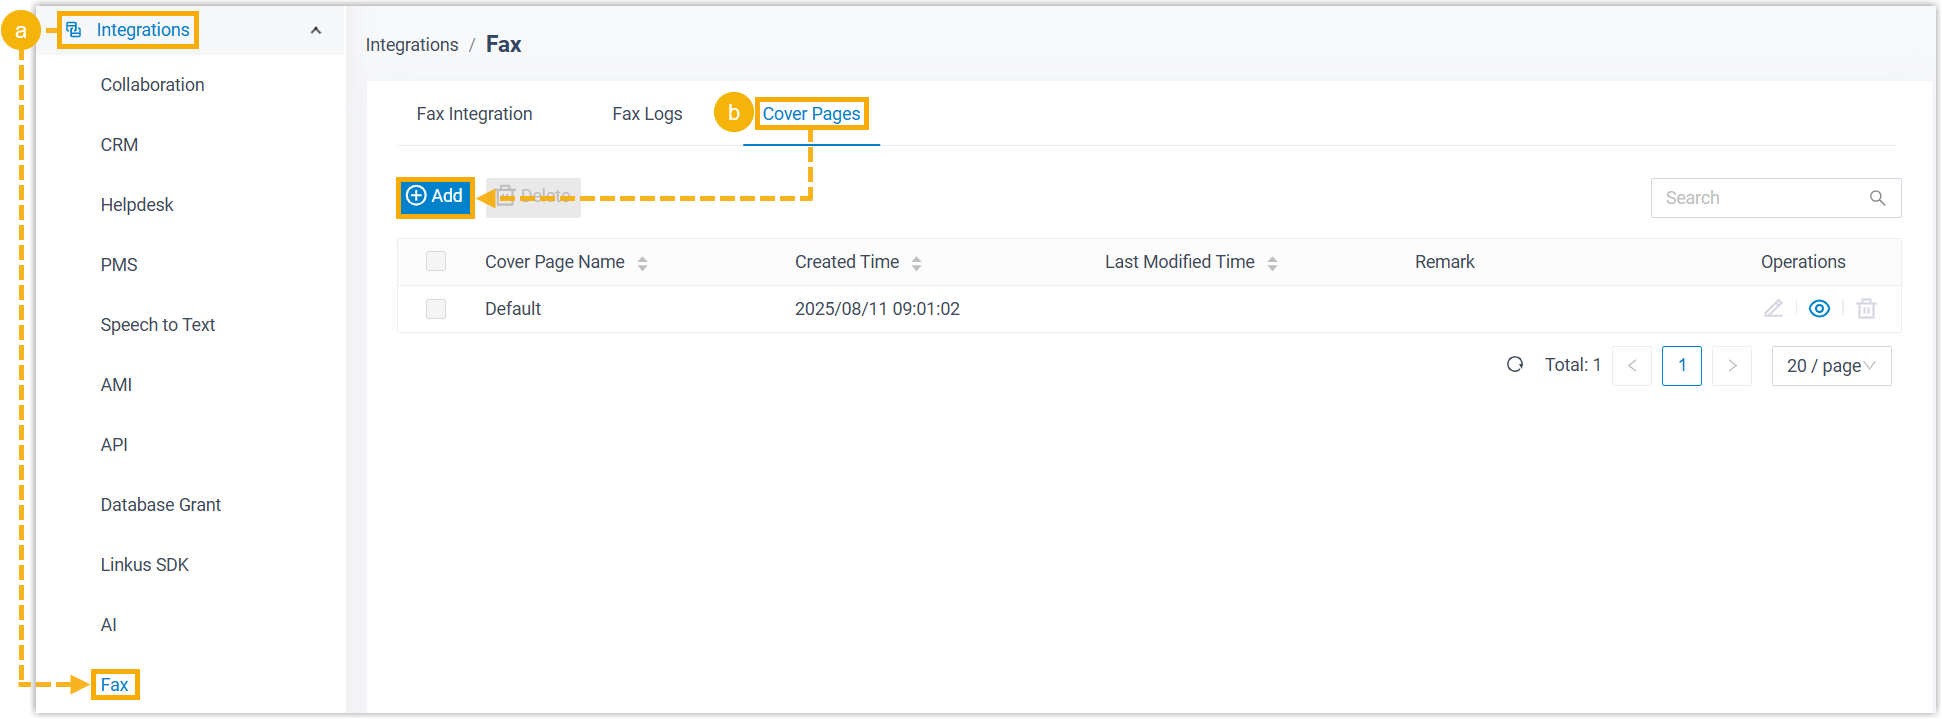 a
Integrations
Collaboration
CRM
Helpdesk
PMS
Speech to Text
AMI
API
Database Grant
Linkus SDK
AI
Fax
Integrations / Fax
Fax Integration Fax Logs b Cover Pages
Add Delete Search
Cover Page Name Created Time Last Modified Time Remark Operations
Default 2025/08/11 09:01:02
Total: 1 < 1 > 20 / page